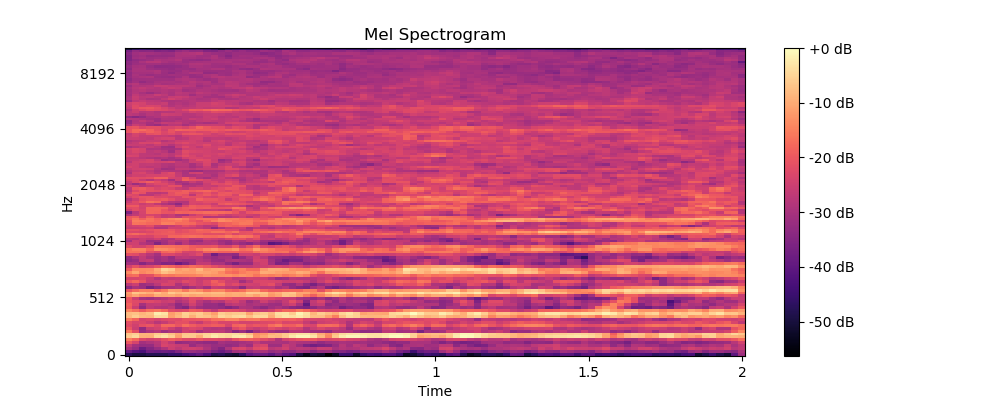 Mel Spectrogram
Hz
8192
4096
2048
1024
512
0
0
0.5
1
1.5
2
Time
+0 dB
-10 dB
-20 dB
-30 dB
-40 dB
-50 dB